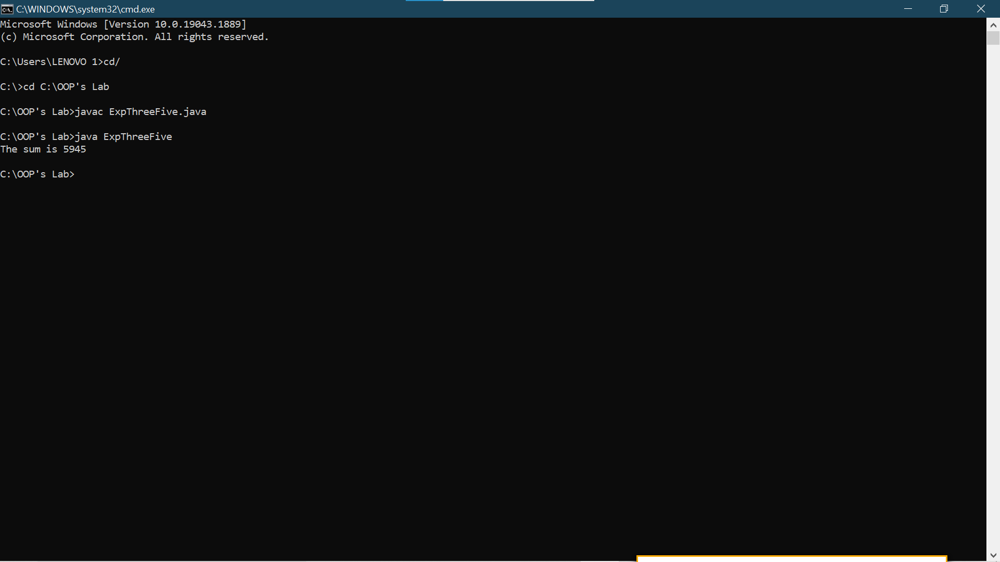 C:\WINDOWS\system32\cmd.exe
Microsoft Windows [Version 10.0.19043.1889]
(c) Microsoft Corporation. All rights reserved.
C:\Users\LENOVO 1>cd/
C:\>cd C:\OOP's Lab
C:\OOP's Lab>javac ExpThreeFive.java
C:\OOP's Lab>java ExpThreeFive
The sum is 5945
C:\OOP's Lab>